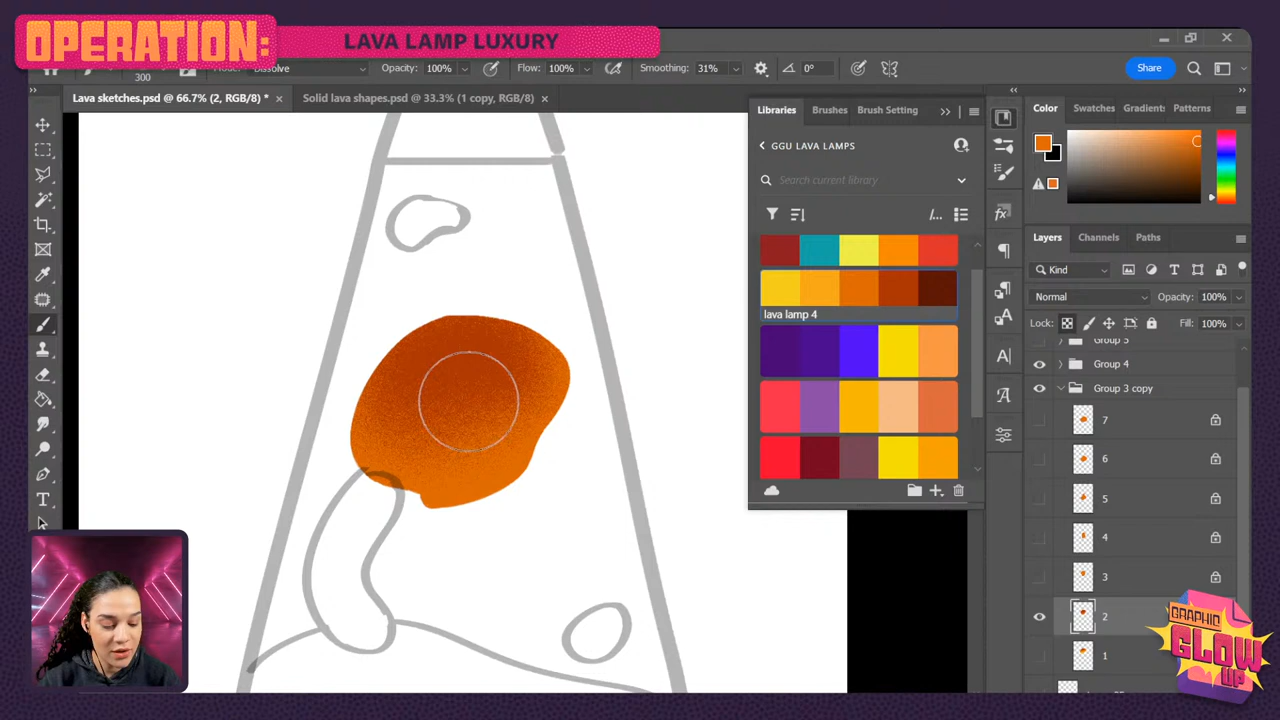 OPERATION:
LAVA LAMP LUXURY
300
Dissolve
Opacity: 100%
Flow: 100%
Smoothing: 31%
0°
Share
Lava sketches.psd @ 66.7% (2, RGB/8) * ×
Solid lava shapes.psd @ 33.3% (1 copy, RGB/8) ×
Libraries
Brushes
Brush Setting
GGU LAVA LAMPS
Search current library
lava lamp 4
Color
Swatches
Gradient
Patterns
Layers
Channels
Paths
Kind
Normal
Opacity: 100%
Lock:
Fill: 100%
Group 4
Group 3 copy
7
6
5
4
3
2
1
GRAPHIC
GLOW
UP